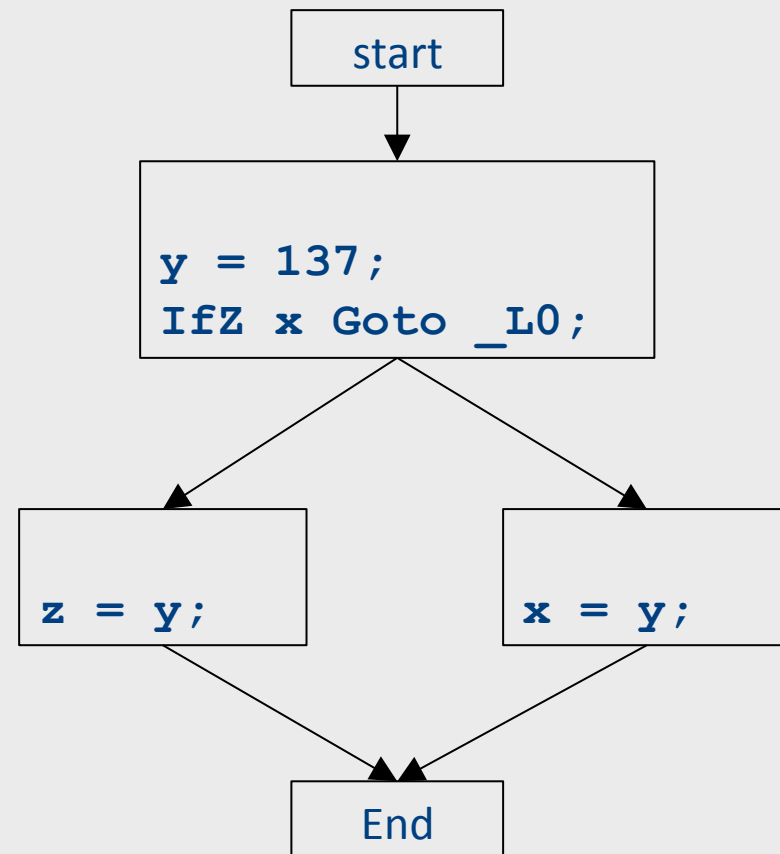 start
y = 137;
IfZ x Goto _L0;
z = y;
x = y;
End